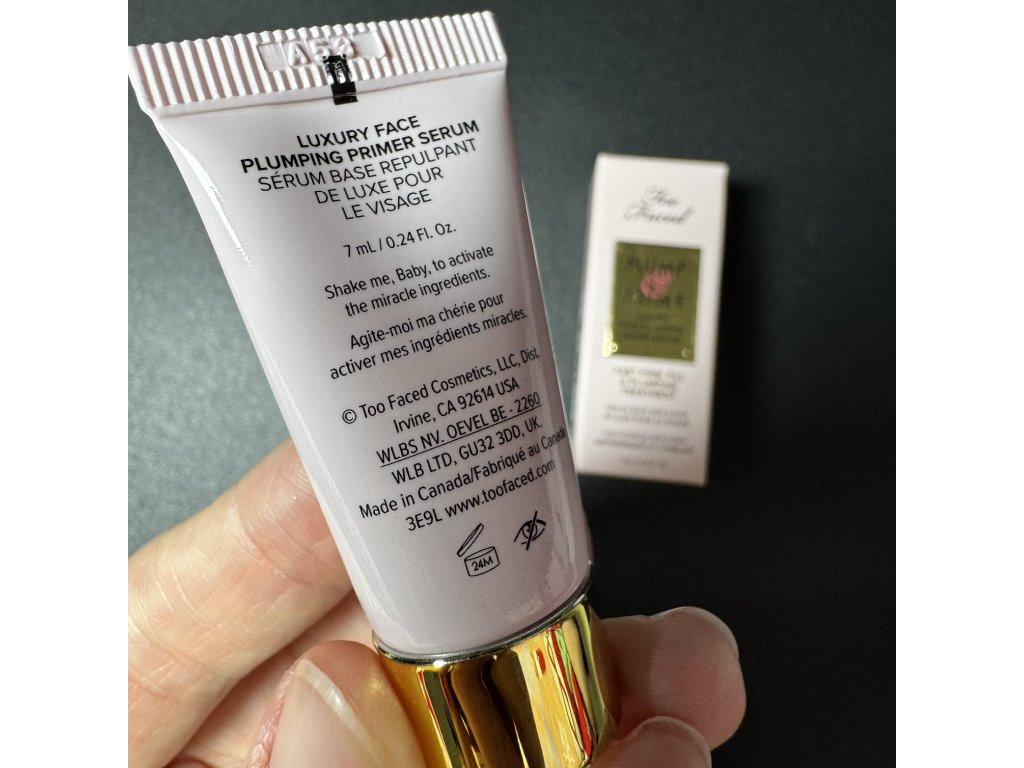 A53
LUXURY FACE
PLUMPING PRIMER SERUM
SÉRUM BASE REPULPANT
DE LUXE POUR
LE VISAGE
7 mL / 0.24 Fl. Oz.
Shake me, Baby, to activate
the miracle ingredients.
Agite-moi ma chérie pour
activer mes ingrédients miracles.
© Too Faced Cosmetics, LLC, Dist.
Irvine, CA 92614 USA
WLBS NV. OEVEL BE - 2260
WLB LTD, GU32 3DD, UK.
Made in Canada/Fabriqué au Canada
3E9L www.toofaced.com
24M
Too
Faced
PLUMP
&
PRIME